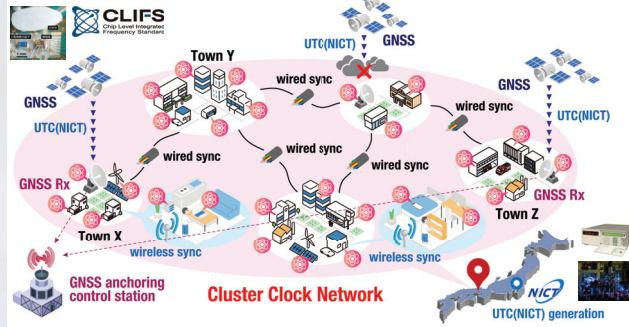 CLIFS
Chip Level Integrated
Frequency Standard
GNSS
UTC(NICT)
Town Y
UTC(NICT)
GNSS
wired sync
wired sync
GNSS
UTC(NICT)
wired sync
wired sync
wired sync
GNSS Rx
Town X
wireless sync
wireless sync
GNSS Rx
Town Z
GNSS anchoring
control station
Cluster Clock Network
NICT
UTC(NICT) generation